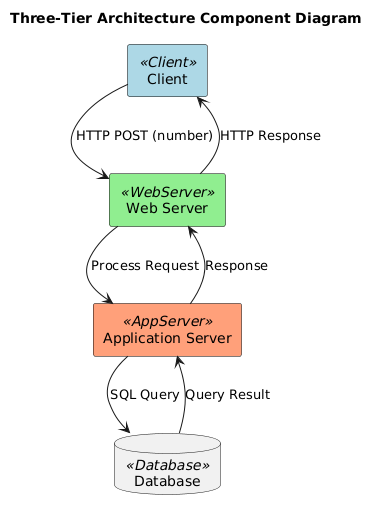 Three-Tier Architecture Component Diagram
«Client»
Client
HTTP POST (number)
HTTP Response
«WebServer»
Web Server
Process Request
Response
«AppServer»
Application Server
SQL Query
Query Result
«Database»
Database